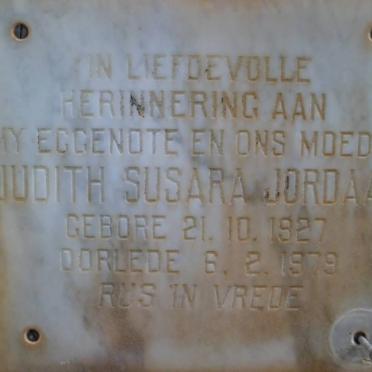 IN LIEFDEVOLLE
HERINNERING AAN
MY EGGENOTE EN ONS MOED
JUDITH SUSARA JORDAA
GEBORE 21. 10. 1927
OORLEDE 6. 2. 1979
RUS IN VREDE